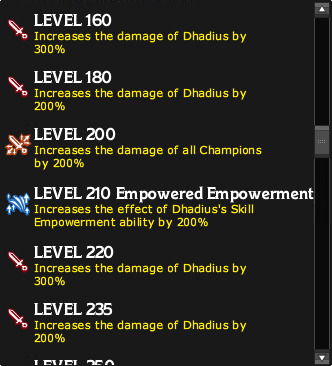 LEVEL 160
Increases the damage of Dhadius by
300%
LEVEL 180
Increases the damage of Dhadius by
200%
LEVEL 200
Increases the damage of all Champions
by 200%
LEVEL 210 Empowered Empowerment
Increases the effect of Dhadius's Skill
Empowerment ability by 200%
LEVEL 220
Increases the damage of Dhadius by
300%
LEVEL 235
Increases the damage of Dhadius by
200%
LEVEL 250